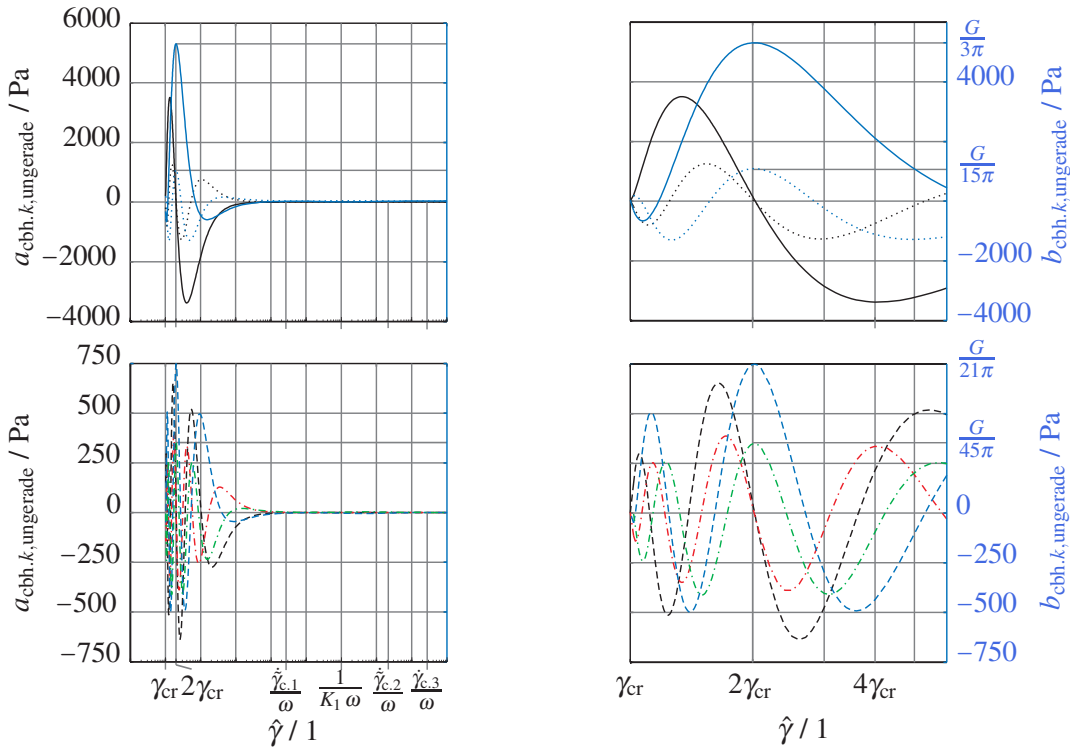 6000
4000
2000
0
−2000
−4000
a_cbh.k,ungerade / Pa
G/3π
4000
G/15π
−2000
−4000
b_cbh.k,ungerade / Pa
750
500
250
0
−250
−500
−750
a_cbh.k,ungerade / Pa
G/21π
G/45π
0
−250
−500
−750
b_cbh.k,ungerade / Pa
γcr 2γcr γ̃̇c.1/ω 1/(K1 ω) γ̃̇c.2/ω γ̇c.3/ω
γ̂ / 1
γcr 2γcr 4γcr
γ̂ / 1